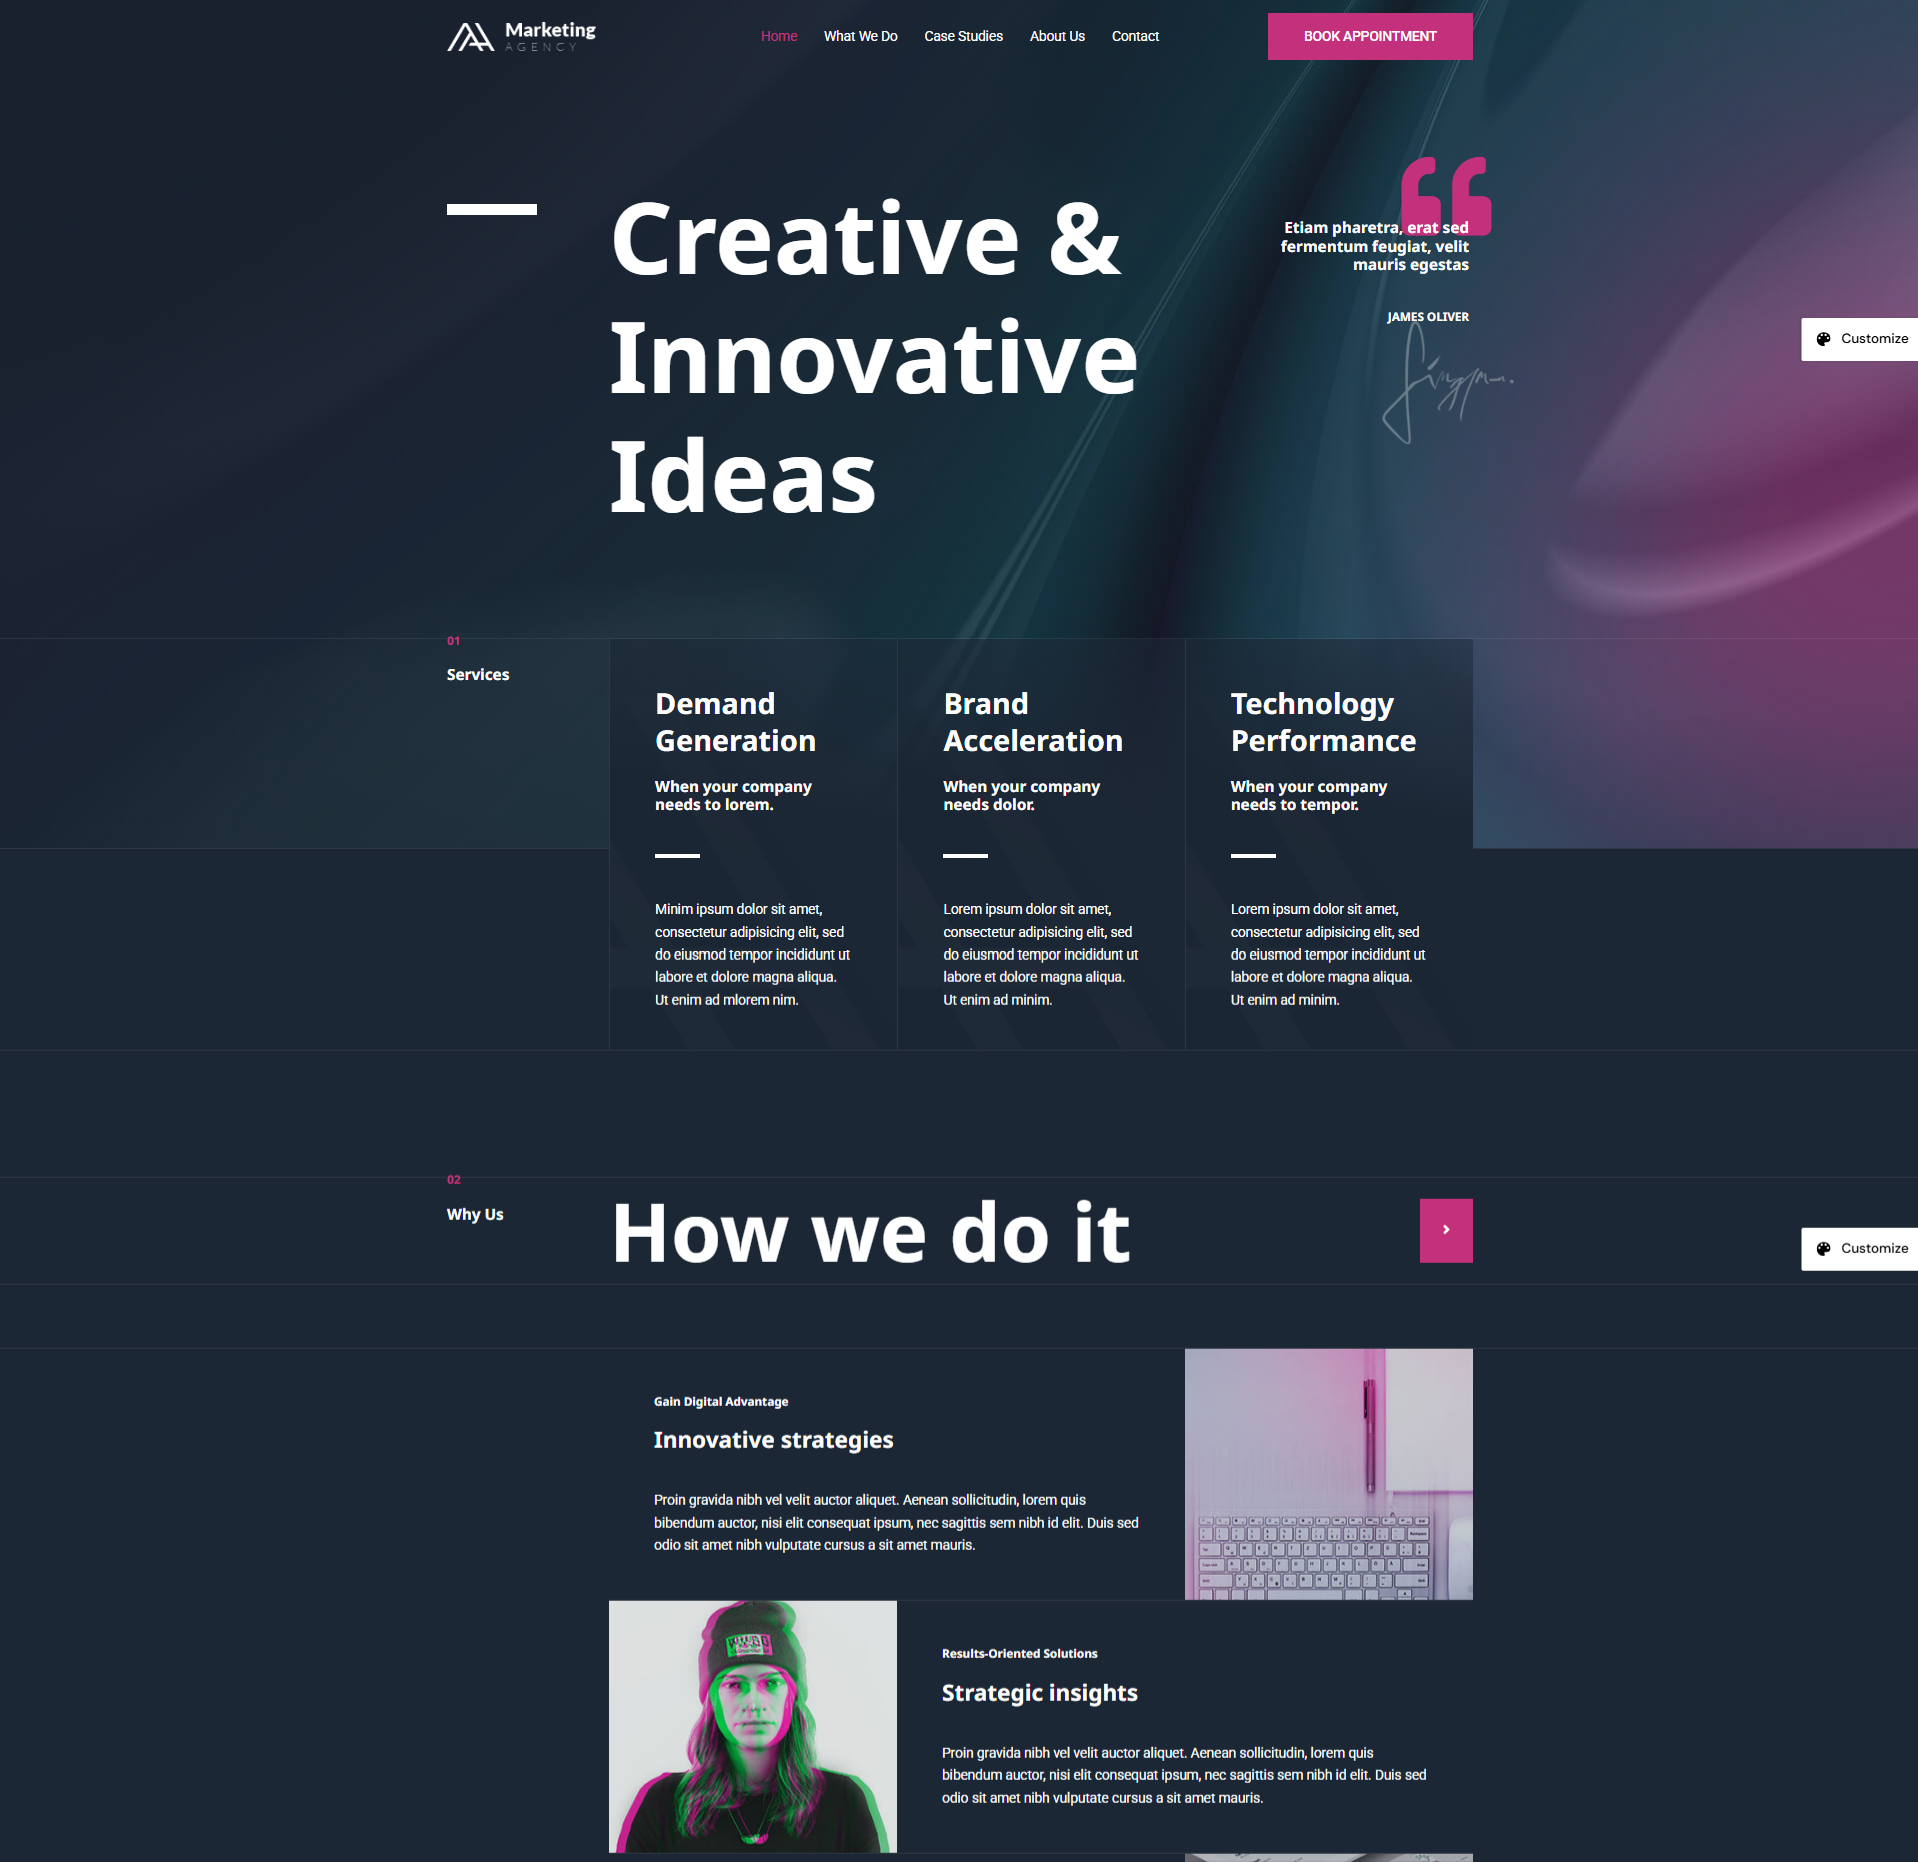 Marketing
AGENCY
Home
What We Do
Case Studies
About Us
Contact
BOOK APPOINTMENT
Creative &
Innovative
Ideas
Etiam pharetra, erat sed
fermentum feugiat, velit
mauris egestas
JAMES OLIVER
Customize
01
Services
Demand
Generation
When your company
needs to lorem.
Minim ipsum dolor sit amet,
consectetur adipisicing elit, sed
do eiusmod tempor incididunt ut
labore et dolore magna aliqua.
Ut enim ad mlorem nim.
Brand
Acceleration
When your company
needs dolor.
Lorem ipsum dolor sit amet,
consectetur adipisicing elit, sed
do eiusmod tempor incididunt ut
labore et dolore magna aliqua.
Ut enim ad minim.
Technology
Performance
When your company
needs to tempor.
Lorem ipsum dolor sit amet,
consectetur adipisicing elit, sed
do eiusmod tempor incididunt ut
labore et dolore magna aliqua.
Ut enim ad minim.
02
Why Us
How we do it
Customize
Gain Digital Advantage
Innovative strategies
Proin gravida nibh vel velit auctor aliquet. Aenean sollicitudin, lorem quis
bibendum auctor, nisi elit consequat ipsum, nec sagittis sem nibh id elit. Duis sed
odio sit amet nibh vulputate cursus a sit amet mauris.
Results-Oriented Solutions
Strategic insights
Proin gravida nibh vel velit auctor aliquet. Aenean sollicitudin, lorem quis
bibendum auctor, nisi elit consequat ipsum, nec sagittis sem nibh id elit. Duis sed
odio sit amet nibh vulputate cursus a sit amet mauris.